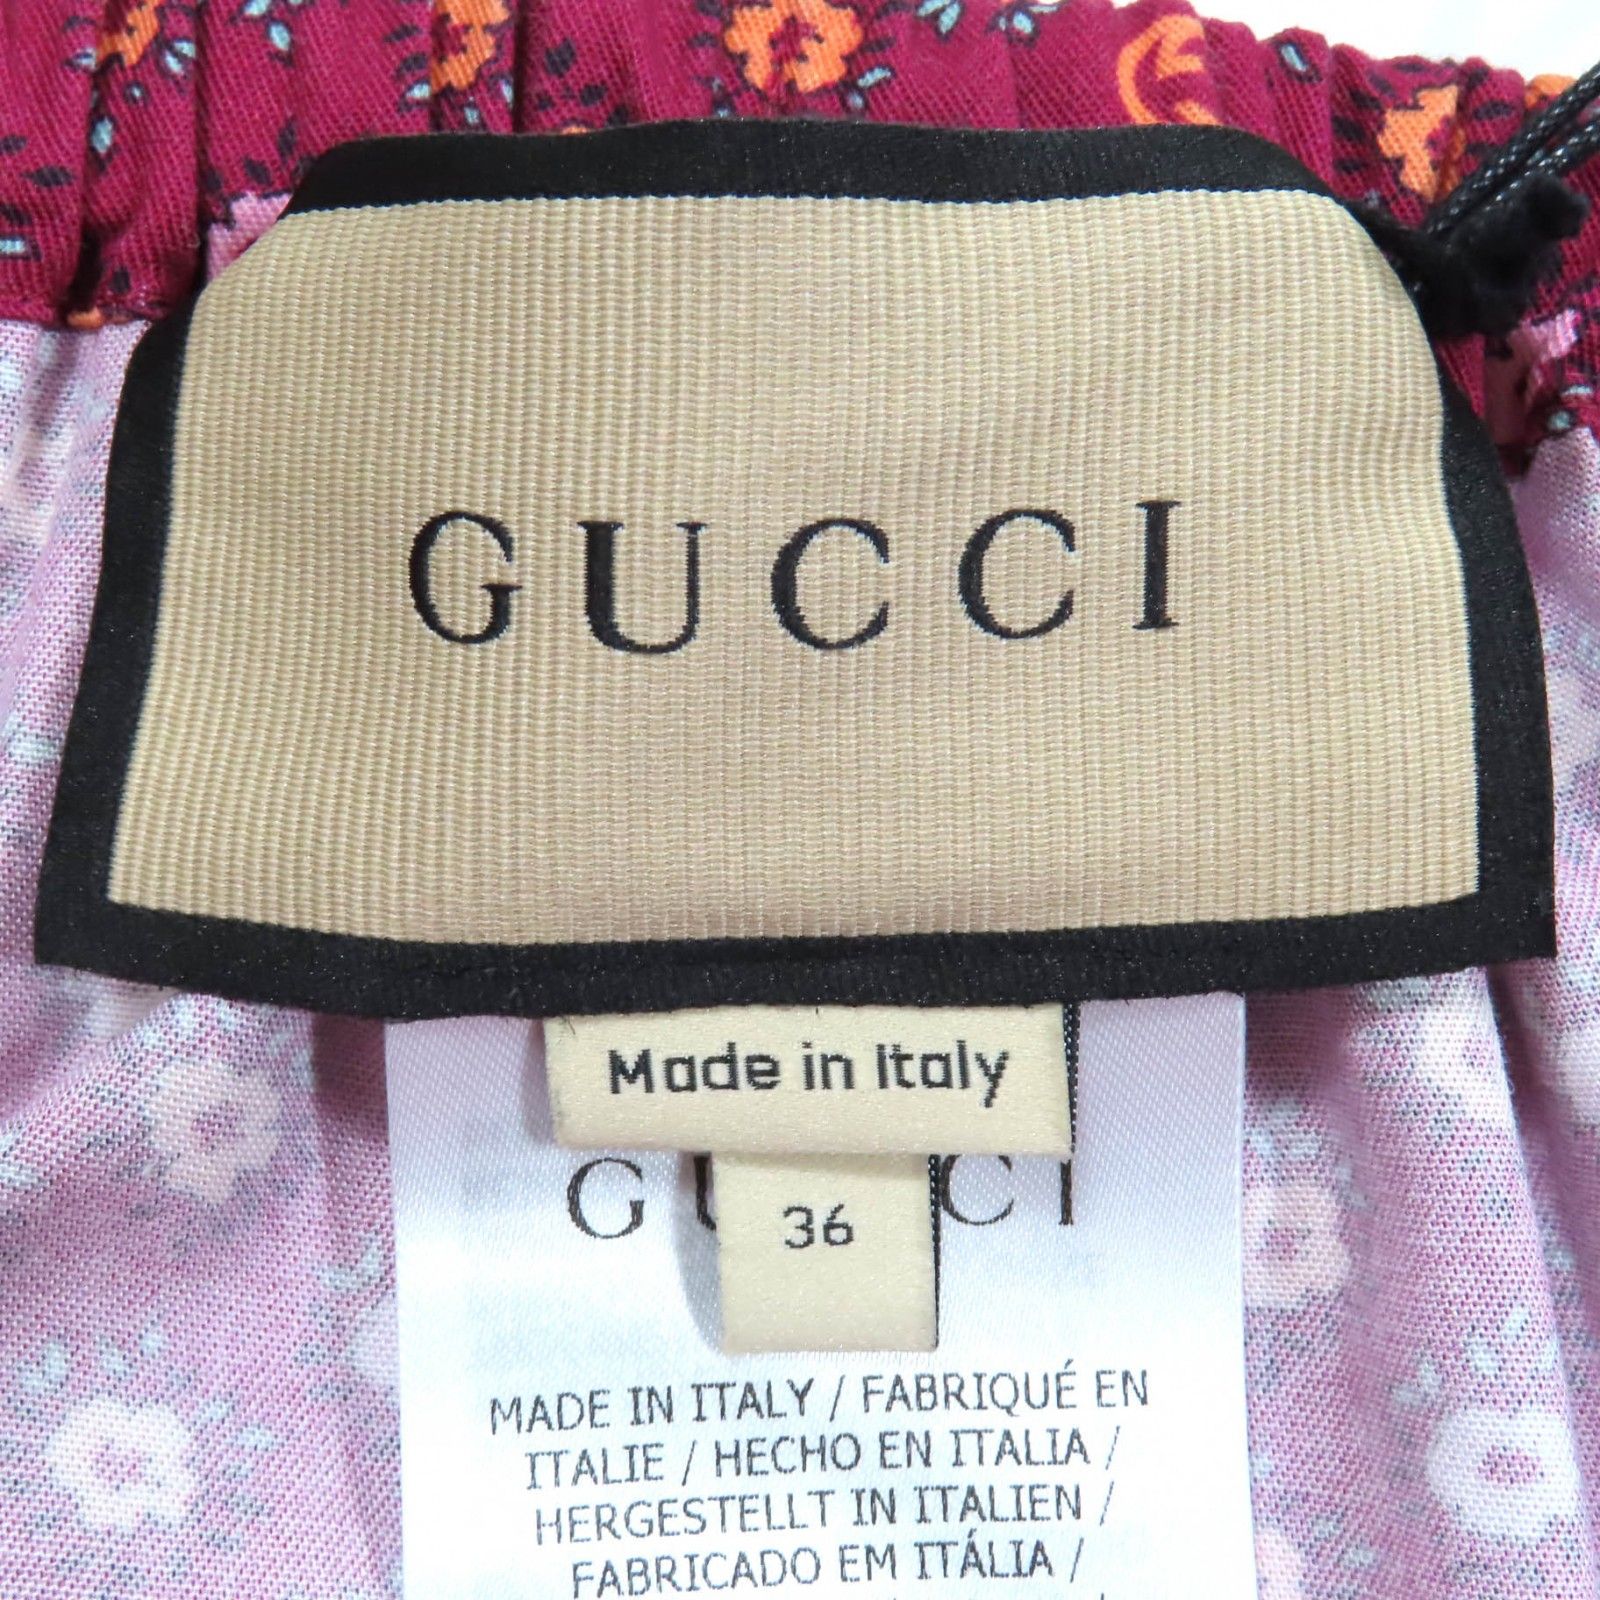 GUCCI
Made in Italy
G CI
36
MADE IN ITALY / FABRIQUÉ EN
ITALIE / HECHO EN ITALIA /
HERGESTELLT IN ITALIEN /
FABRICADO EM ITÁLIA /